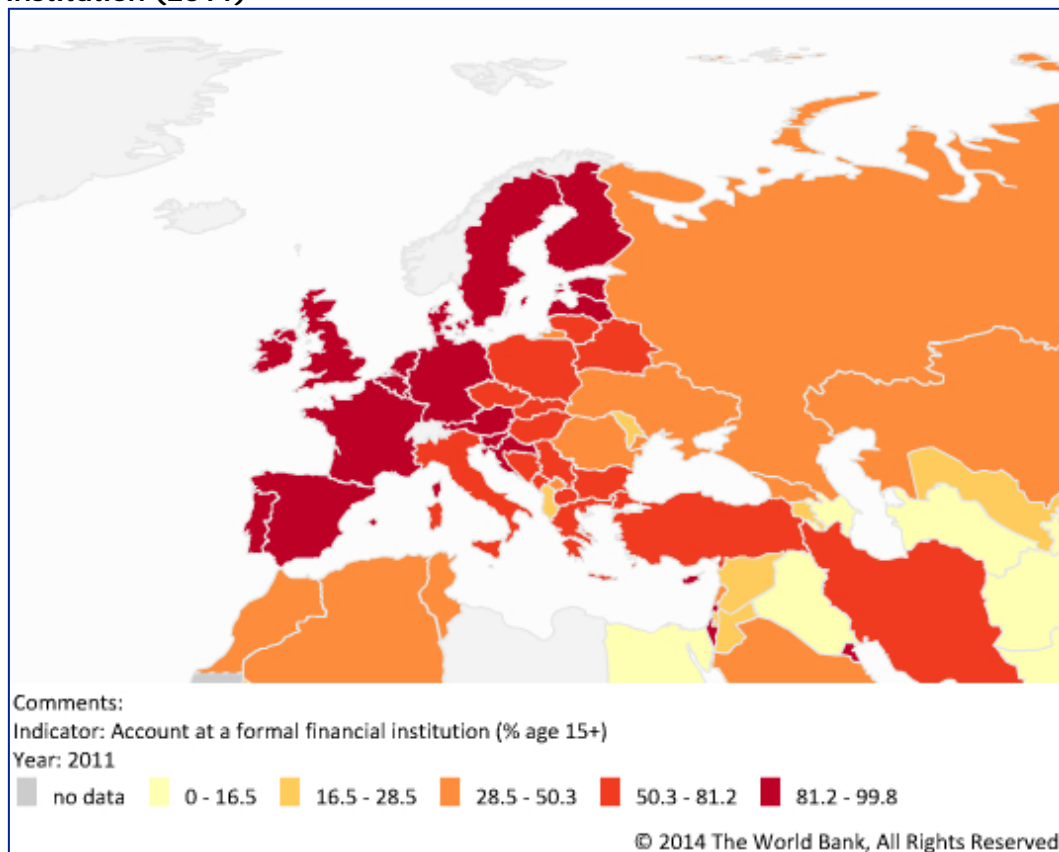 institution (2011)
Comments:
Indicator: Account at a formal financial institution (% age 15+)
Year: 2011
no data 0 - 16.5 16.5 - 28.5 28.5 - 50.3 50.3 - 81.2 81.2 - 99.8
© 2014 The World Bank, All Rights Reserved